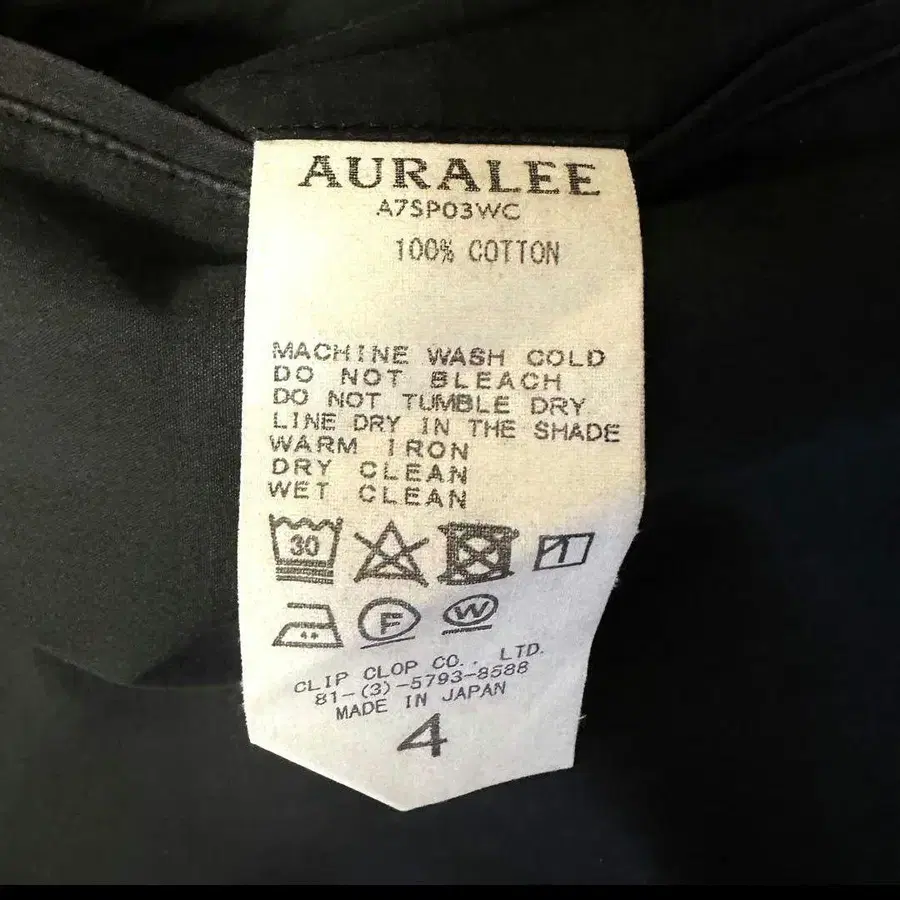 AURALEE
A7SP03WC
100% COTTON
MACHINE WASH COLD
DO NOT BLEACH
DO NOT TUMBLE DRY
LINE DRY IN THE SHADE
WARM IRON
DRY CLEAN
WET CLEAN
30
F W
CLIP CLOP CO., LTD.
81-(3)-5793-8588
MADE IN JAPAN
4